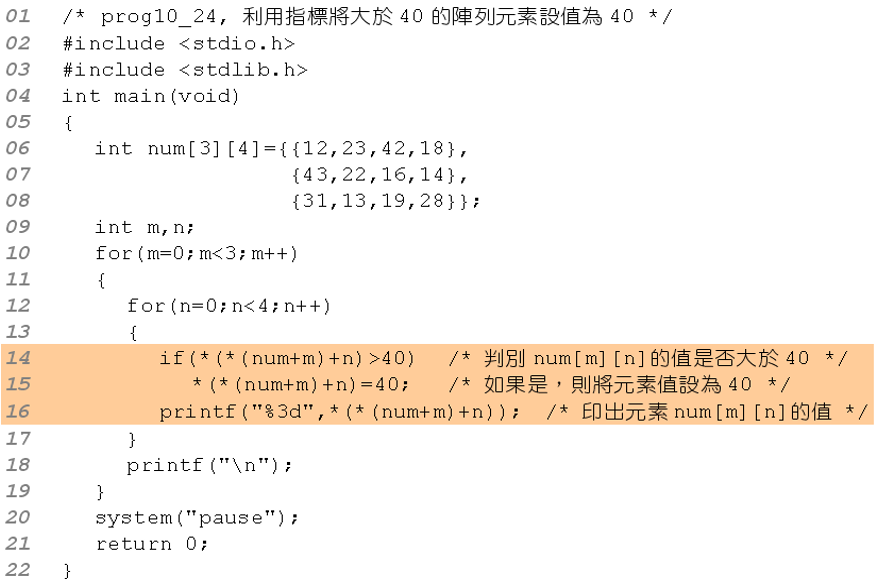 01 /* prog10_24, 利用指標將大於 40 的陣列元素設值為 40 */
02 #include <stdio.h>
03 #include <stdlib.h>
04 int main(void)
05 {
06 int num[3][4]={{12,23,42,18},
07 {43,22,16,14},
08 {31,13,19,28}};
09 int m,n;
10 for(m=0;m<3;m++)
11 {
12 for(n=0;n<4;n++)
13 {
14 if(*(*(num+m)+n)>40) /* 判別 num[m][n]的值是否大於 40 */
15 *(*(num+m)+n)=40; /* 如果是，則將元素值設為 40 */
16 printf("%3d",*(*(num+m)+n)); /* 印出元素 num[m][n]的值 */
17 }
18 printf("\n");
19 }
20 system("pause");
21 return 0;
22 }